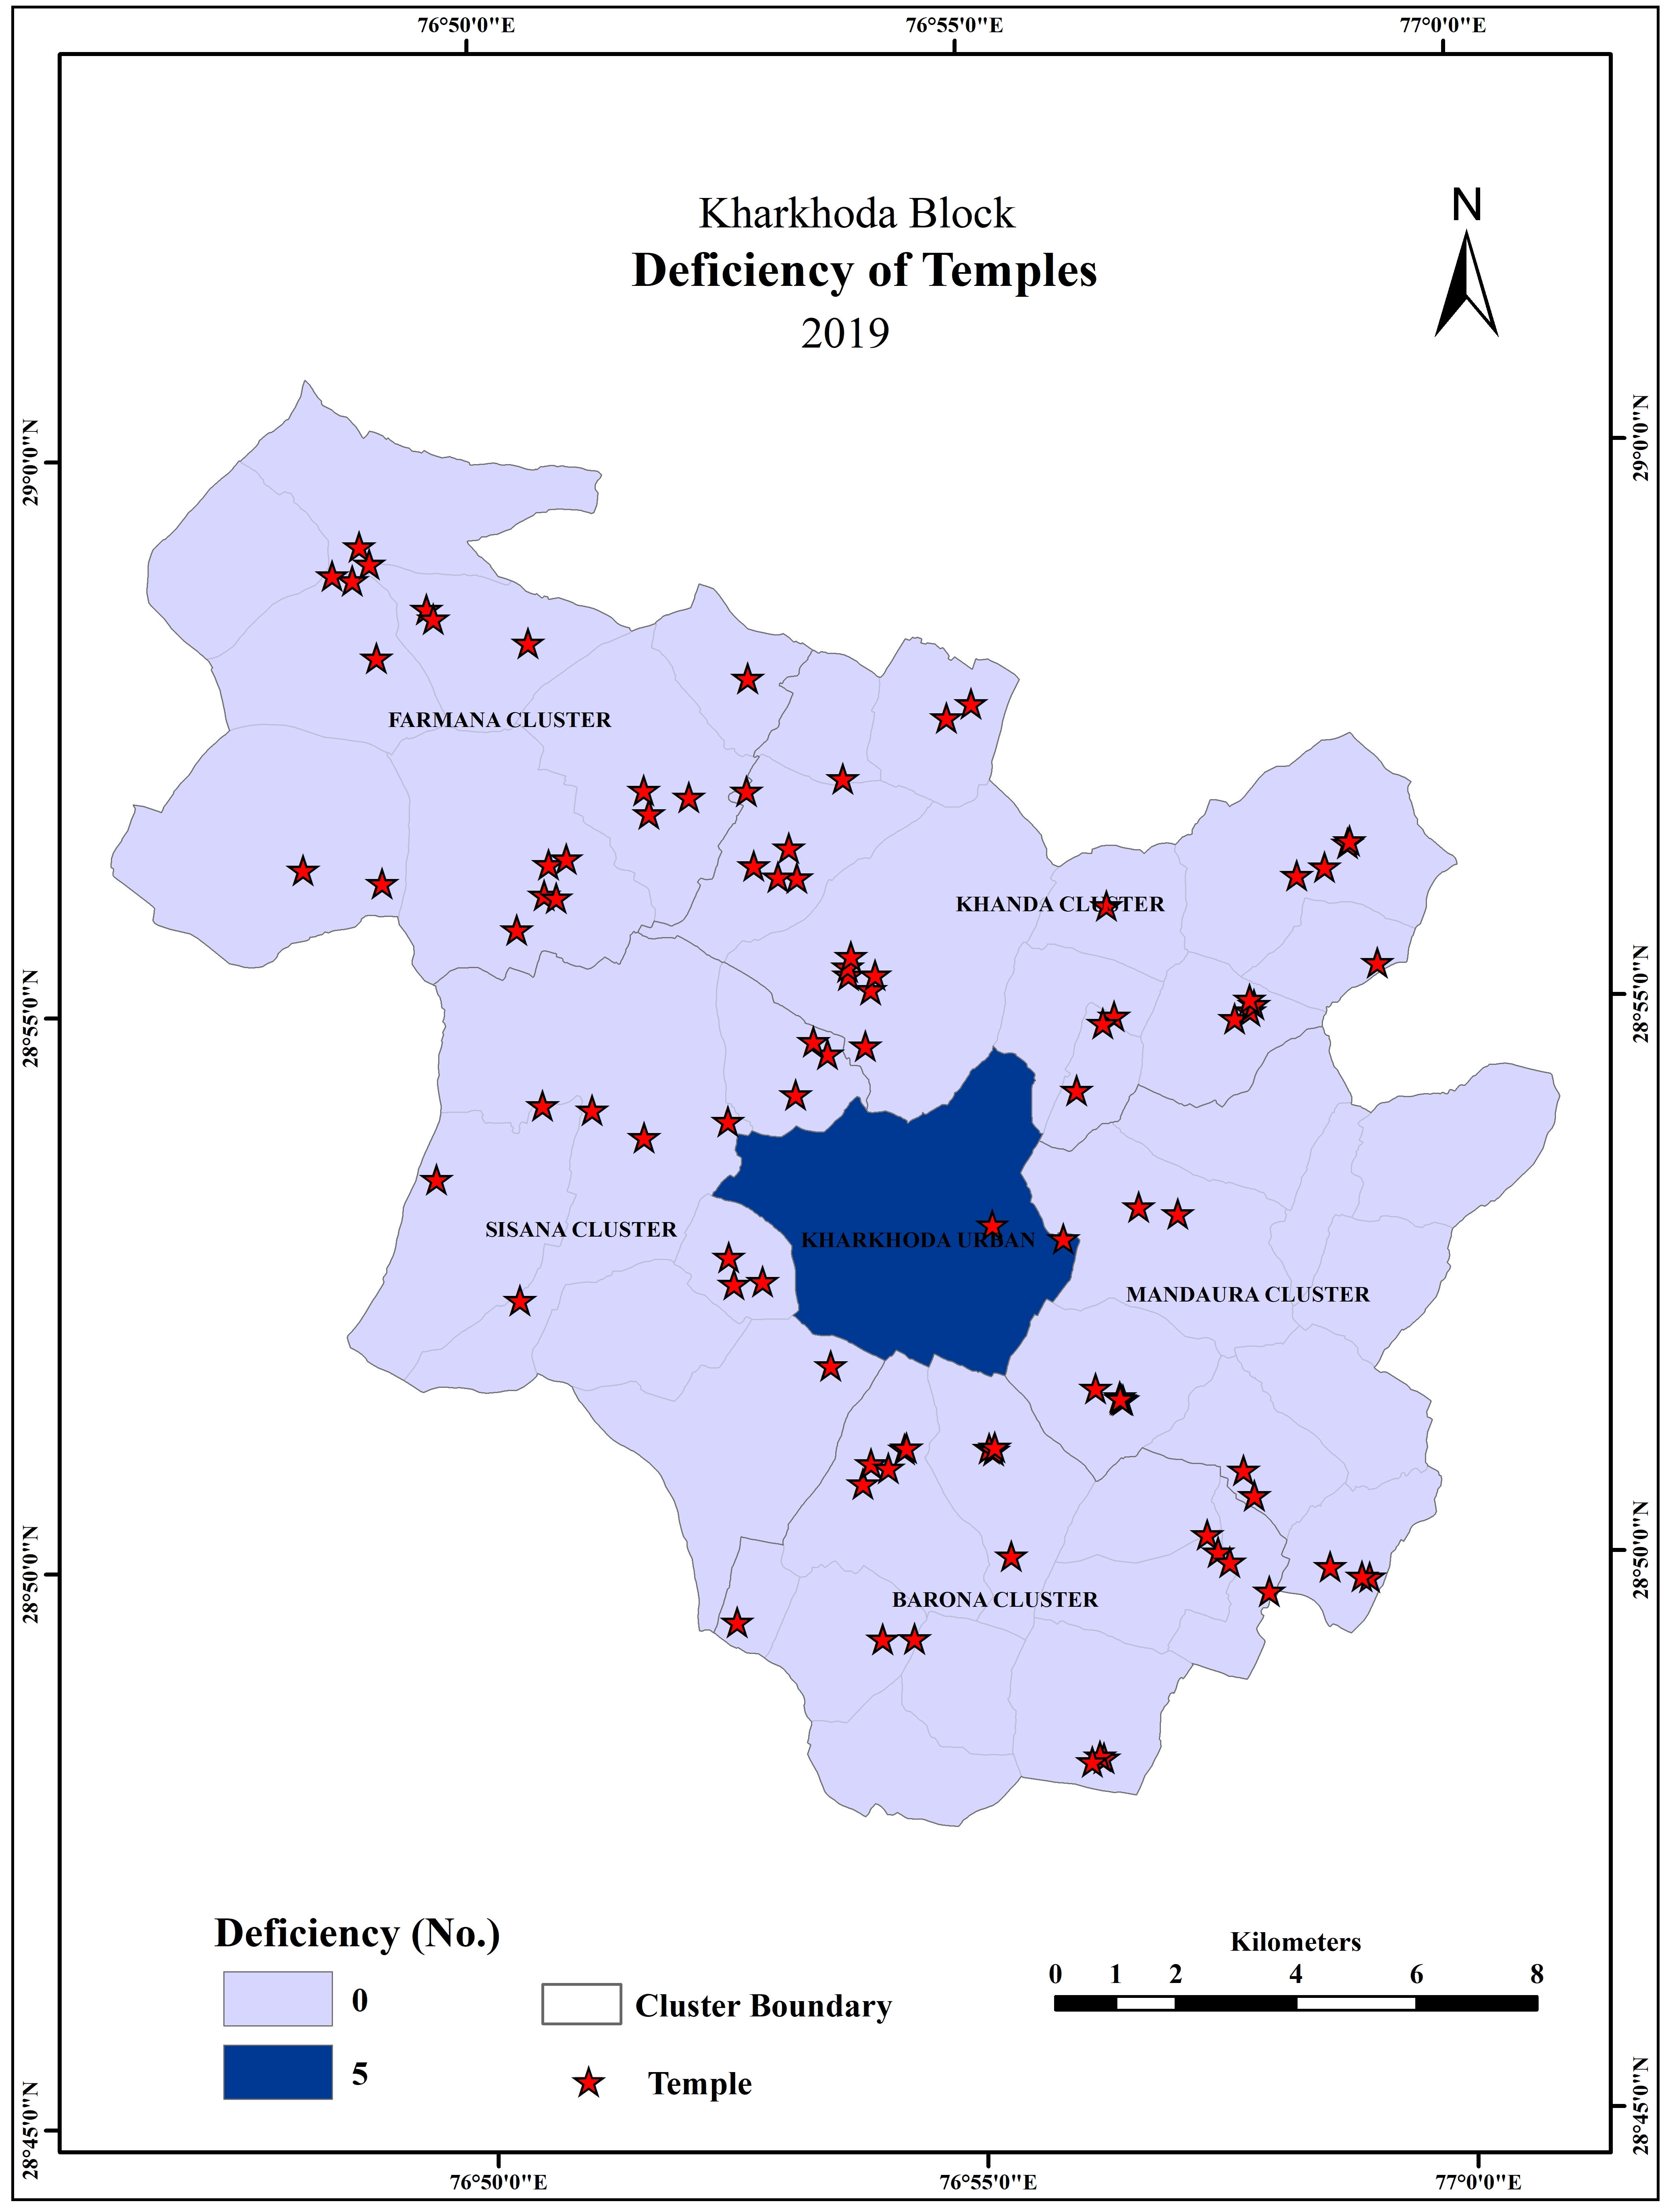 76°50'0"E 76°55'0"E 77°0'0"E
Kharkhoda Block
Deficiency of Temples
2019
N
29°0'0"N
29°0'0"N
FARMANA CLUSTER
KHANDA CLUSTER
28°55'0"N
28°55'0"N
SISANA CLUSTER
KHARKHODA URBAN
MANDAURA CLUSTER
28°50'0"N
28°50'0"N
BARONA CLUSTER
Deficiency (No.)
0
5
Cluster Boundary
Temple
Kilometers
0 1 2 4 6 8
28°45'0"N
28°45'0"N
76°50'0"E 76°55'0"E 77°0'0"E